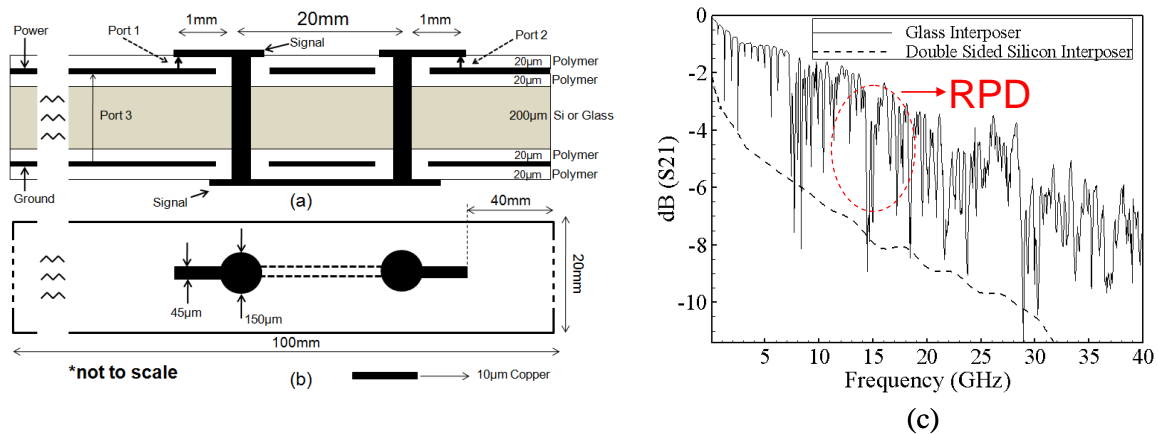 1mm
20mm
1mm
Power
Port 1
Signal
Port 2
20µm
Polymer
20µm
Polymer
Port 3
200µm
Si or Glass
20µm
Polymer
20µm
Polymer
Ground
Signal
(a)
40mm
45µm
150µm
20mm
100mm
*not to scale
(b)
10µm Copper
Glass Interposer
Double Sided Silicon Interposer
RPD
0
-2
-4
-6
-8
-10
dB (S21)
5 10 15 20 25 30 35 40
Frequency (GHz)
(c)